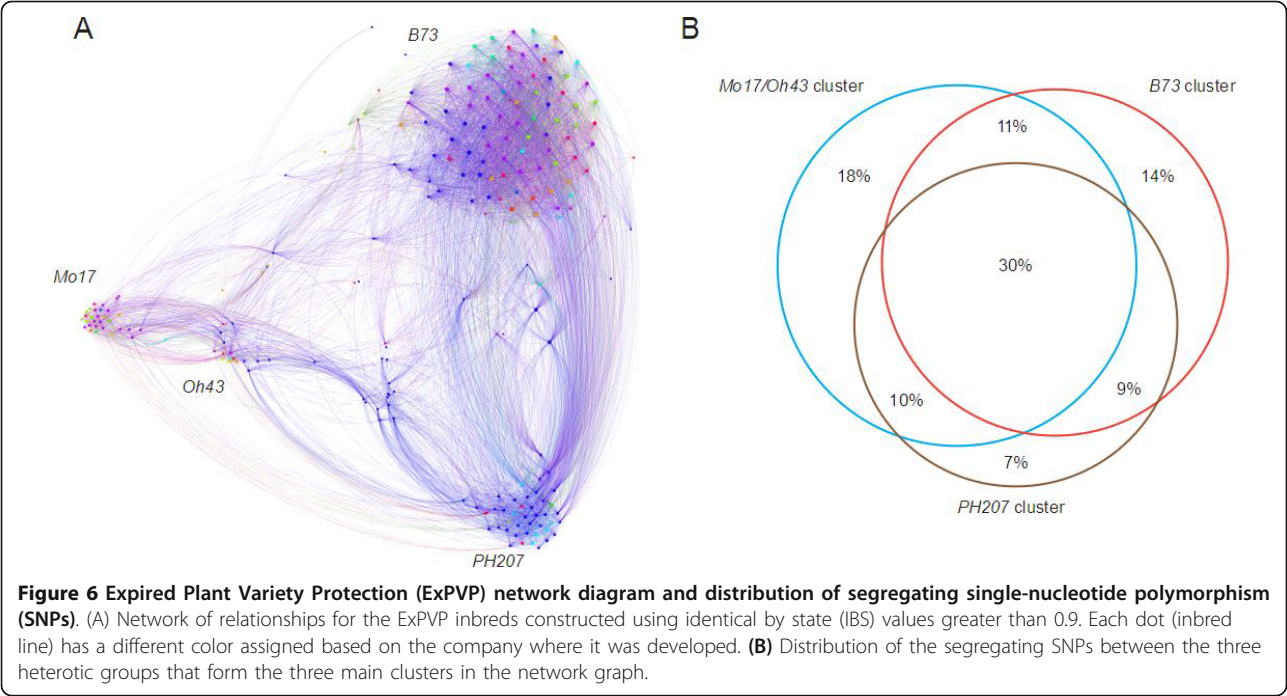 A
B73
Mo17
Oh43
PH207
B
Mo17/Oh43 cluster
B73 cluster
11%
18%
14%
30%
10%
9%
7%
PH207 cluster
Figure 6 Expired Plant Variety Protection (ExPVP) network diagram and distribution of segregating single-nucleotide polymorphism
(SNPs). (A) Network of relationships for the ExPVP inbreds constructed using identical by state (IBS) values greater than 0.9. Each dot (inbred
line) has a different color assigned based on the company where it was developed. (B) Distribution of the segregating SNPs between the three
heterotic groups that form the three main clusters in the network graph.